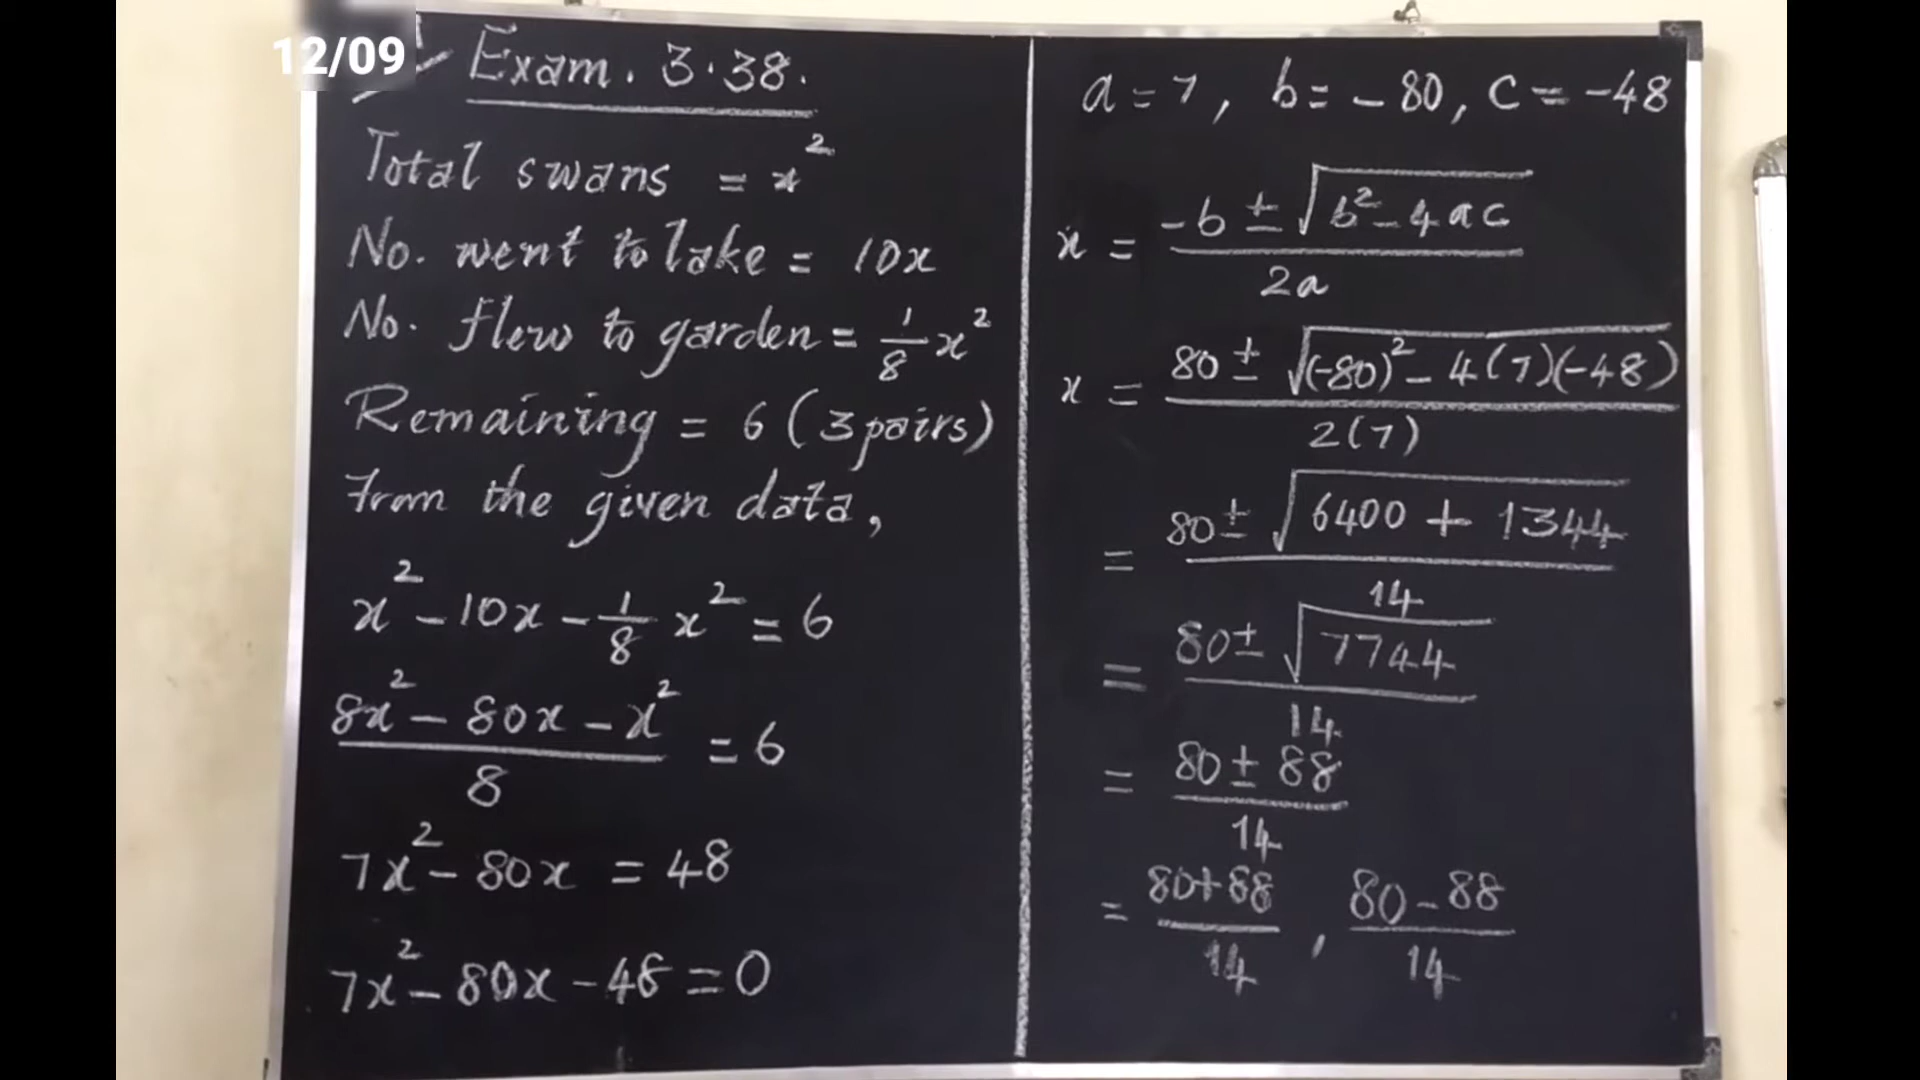 12/09
Exam. 3.38.
Total swans = x²
No. went to lake = 10x
No. flew to garden = 1/8 x²
Remaining = 6 (3 pairs)
From the given data,
x² - 10x - 1/8 x² = 6
(8x² - 80x - x²)/8 = 6
7x² - 80x = 48
7x² - 80x - 48 = 0
a = 7, b = -80, c = -48
x = (-b ± √(b² - 4ac))/2a
x = (80 ± √((-80)² - 4(7)(-48)))/2(7)
= (80 ± √(6400 + 1344))/14
= (80 ± √7744)/14
= (80 ± 88)/14
= (80+88)/14, (80-88)/14